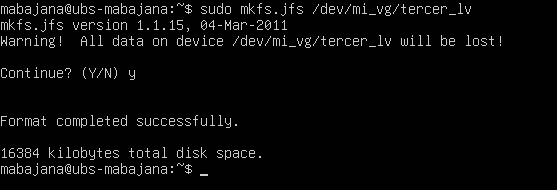 mabajana@ubs-mabajana:~$ sudo mkfs.jfs /dev/mi_vg/tercer_lv
mkfs.jfs version 1.1.15, 04-Mar-2011
Warning!  All data on device /dev/mi_vg/tercer_lv will be lost!
Continue? (Y/N) y
Format completed successfully.
16384 kilobytes total disk space.
mabajana@ubs-mabajana:~$ _